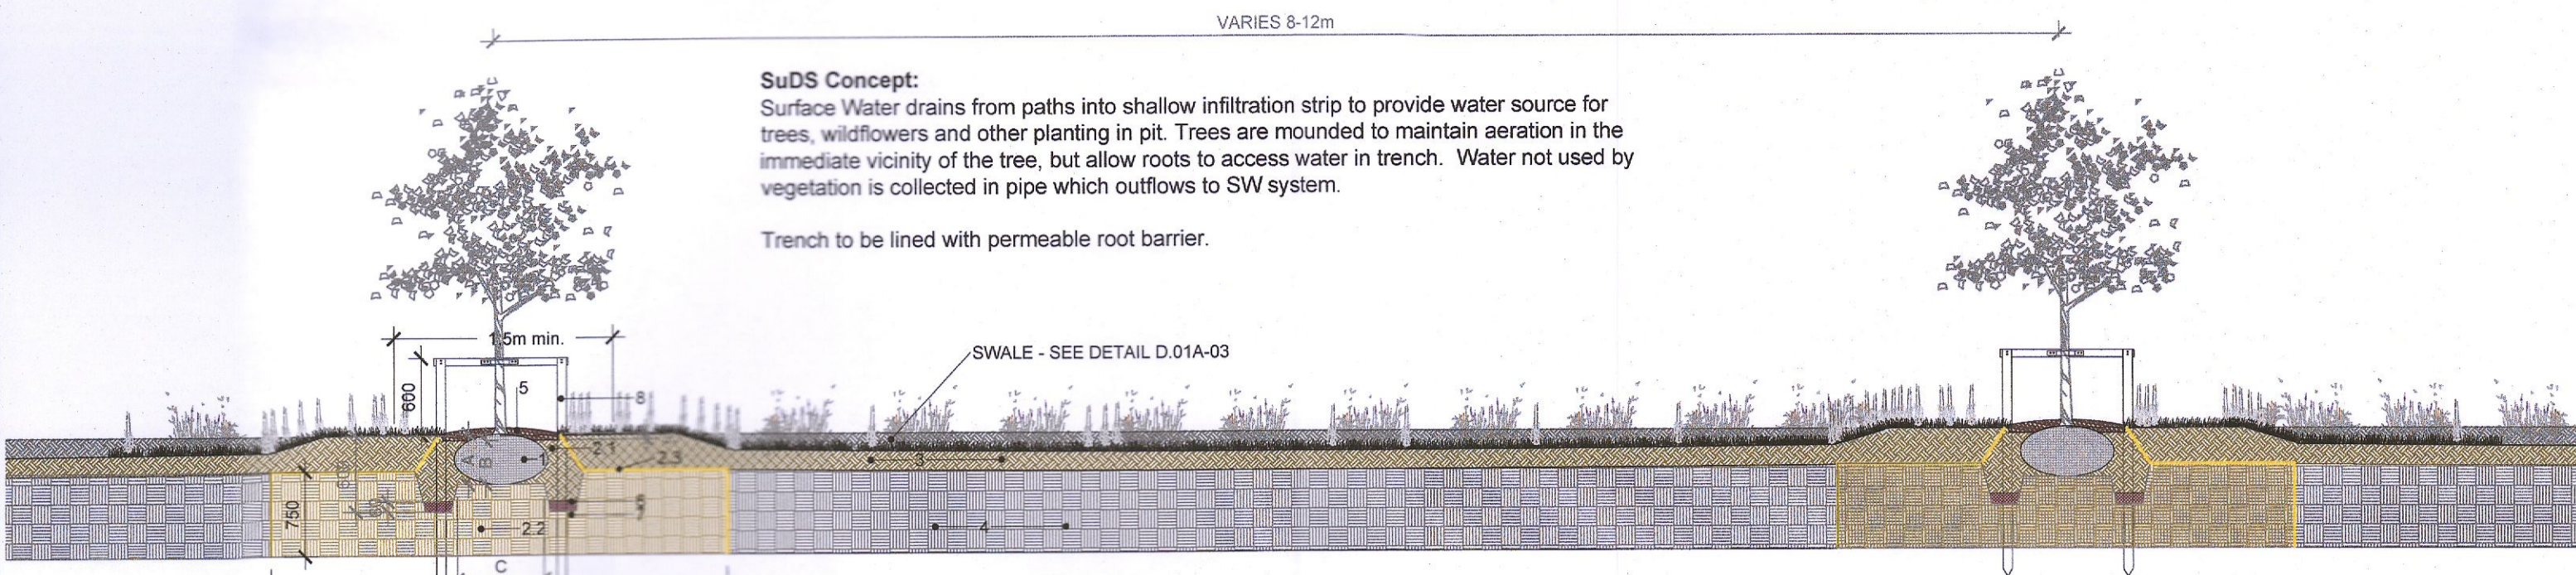 VARIES 8-12m
SuDS Concept:
Surface Water drains from paths into shallow infiltration strip to provide water source for
trees, wildflowers and other planting in pit. Trees are mounded to maintain aeration in the
immediate vicinity of the tree, but allow roots to access water in trench. Water not used by
vegetation is collected in pipe which outflows to SW system.
Trench to be lined with permeable root barrier.
1.5m min.
SWALE - SEE DETAIL D.01A-03
600
5
8
A
B
1
2.1
2.3
3
750
2.2
4
C